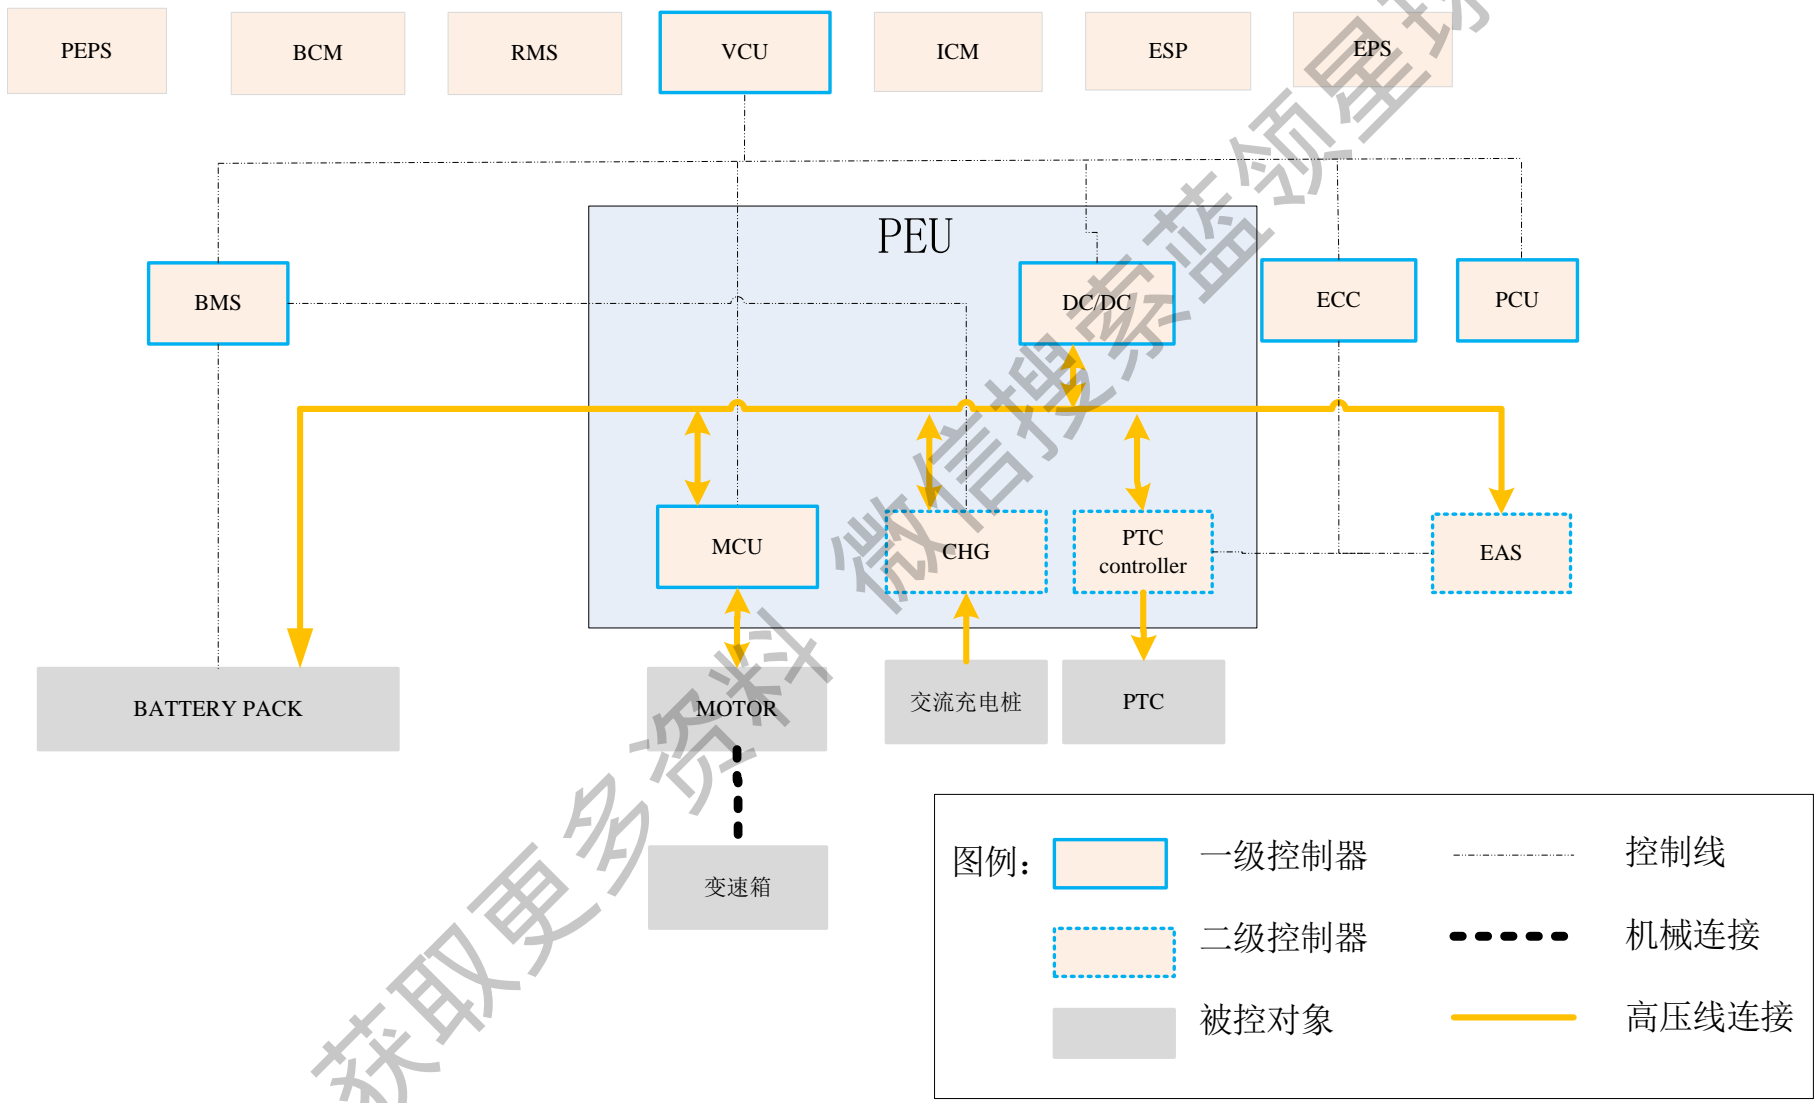 PEPS
BCM
RMS
VCU
ICM
ESP
EPS
PEU
BMS
DC/DC
ECC
PCU
MCU
CHG
PTC
controller
EAS
BATTERY PACK
MOTOR
交流充电桩
PTC
变速箱
图例：
一级控制器
控制线
二级控制器
机械连接
被控对象
高压线连接
获取更多资料 微信搜索蓝领星球